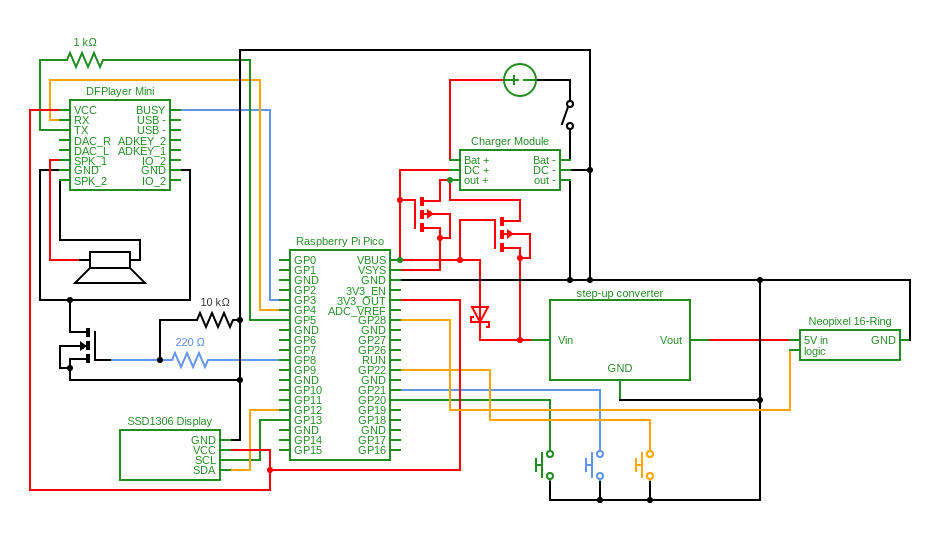 1 kΩ
DFPlayer Mini
VCC
RX
TX
DAC_R
DAC_L
SPK_1
GND
SPK_2
BUSY
USB -
USB -
ADKEY_2
ADKEY_1
IO_2
GND
IO_2
Charger Module
Bat +
DC +
out +
Bat -
DC -
out -
Raspberry Pi Pico
GP0
GP1
GND
GP2
GP3
GP4
GP5
GND
GP6
GP7
GP8
GP9
GND
GP10
GP11
GP12
GP13
GND
GP14
GP15
VBUS
VSYS
GND
3V3_EN
3V3_OUT
ADC_VREF
GP28
GND
GP27
GP26
RUN
GP22
GND
GP21
GP20
GP19
GP18
GND
GP17
GP16
10 kΩ
220 Ω
SSD1306 Display
GND
VCC
SCL
SDA
step-up converter
Vin
Vout
GND
Neopixel 16-Ring
5V in
logic
GND